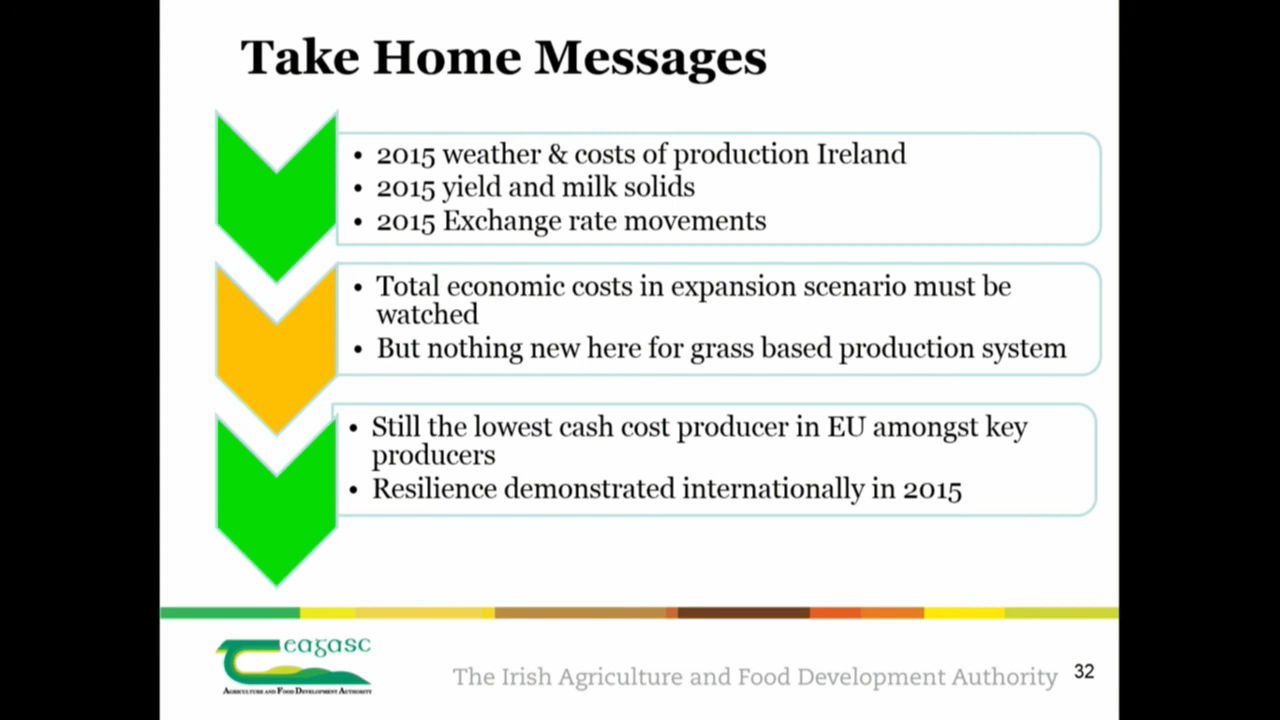 Take Home Messages
• 2015 weather & costs of production Ireland
• 2015 yield and milk solids
• 2015 Exchange rate movements
• Total economic costs in expansion scenario must be
watched
• But nothing new here for grass based production system
• Still the lowest cash cost producer in EU amongst key
producers
• Resilience demonstrated internationally in 2015
teagasc
AGRICULTURE AND FOOD DEVELOPMENT AUTHORITY
The Irish Agriculture and Food Development Authority
32